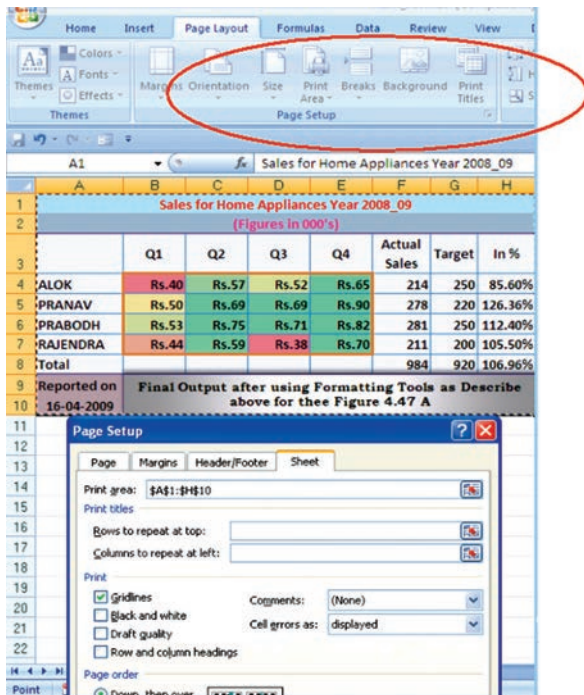 Home Insert Page Layout Formulas Data Review View
Colors
Aa Fonts
Themes Effects
Margins Orientation Size Print Area Breaks Background Print Titles
Themes Page Setup
A1 fx Sales for Home Appliances Year 2008_09
A B C D E F G H
1 Sales for Home Appliances Year 2008_09
2 (Figures in 000's)
3 Q1 Q2 Q3 Q4 Actual Sales Target In %
4 ALOK Rs.40 Rs.57 Rs.52 Rs.65 214 250 85.60%
5 PRANAV Rs.50 Rs.69 Rs.69 Rs.90 278 220 126.36%
6 PRABODH Rs.53 Rs.75 Rs.71 Rs.82 281 250 112.40%
7 RAJENDRA Rs.44 Rs.59 Rs.38 Rs.70 211 200 105.50%
8 Total 984 920 106.96%
9 Reported on Final Output after using Formatting Tools as Describe
10 16-04-2009 above for thee Figure 4.47 A
11
12
13
14
15
16
17
18
19
20
21
22
Page Setup
Page Margins Header/Footer Sheet
Print area: $A$1:$H$10
Print titles
Rows to repeat at top:
Columns to repeat at left:
Print
Gridlines Comments: (None)
Black and white Cell errors as: displayed
Draft quality
Row and column headings
Page order
Down, then over
Point